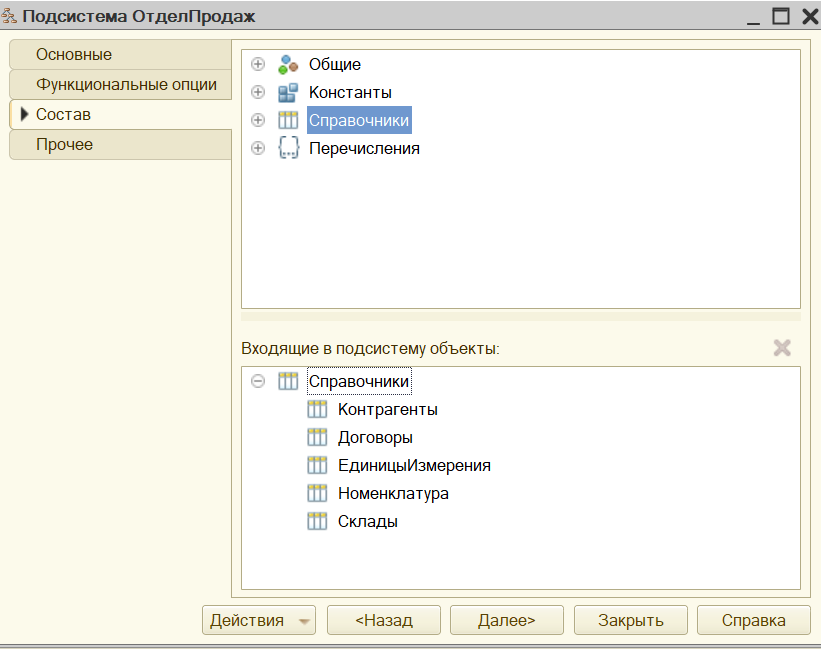 Подсистема ОтделПродаж
Основные
Функциональные опции
Состав
Прочее
Общие
Константы
Справочники
Перечисления
Входящие в подсистему объекты:
Справочники
Контрагенты
Договоры
ЕдиницыИзмерения
Номенклатура
Склады
Действия <Назад Далее> Закрыть Справка